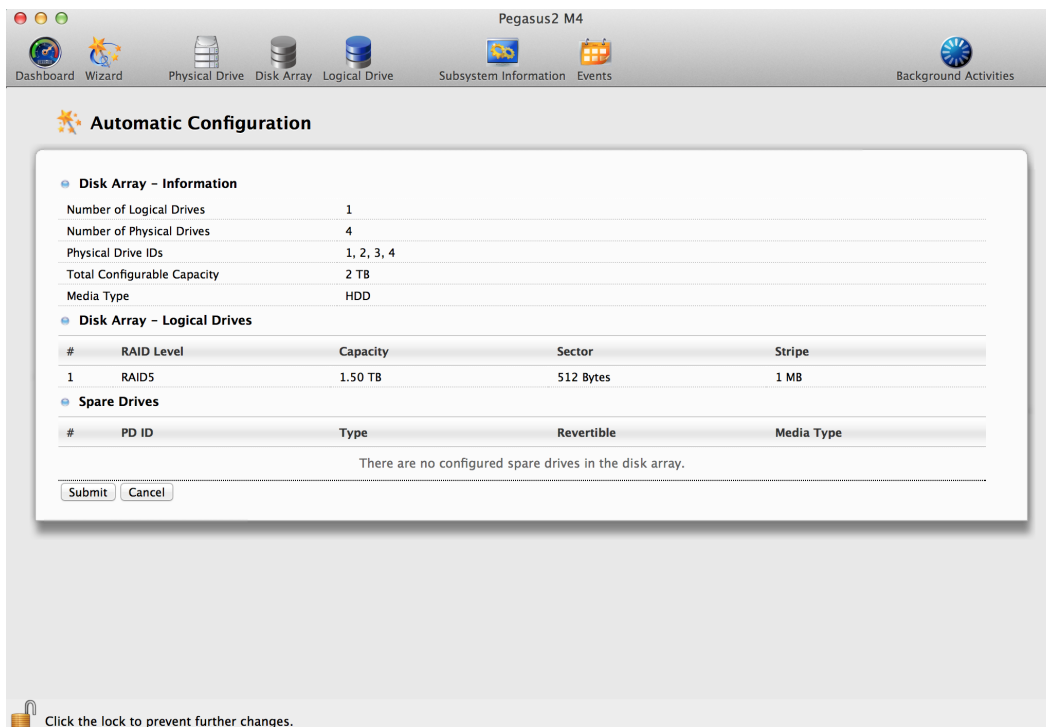 Pegasus2 M4
Dashboard Wizard Physical Drive Disk Array Logical Drive Subsystem Information Events Background Activities
Automatic Configuration
Disk Array – Information
Number of Logical Drives 1
Number of Physical Drives 4
Physical Drive IDs 1, 2, 3, 4
Total Configurable Capacity 2 TB
Media Type HDD
Disk Array – Logical Drives
# RAID Level Capacity Sector Stripe
1 RAID5 1.50 TB 512 Bytes 1 MB
Spare Drives
# PD ID Type Revertible Media Type
There are no configured spare drives in the disk array.
Submit Cancel
Click the lock to prevent further changes.